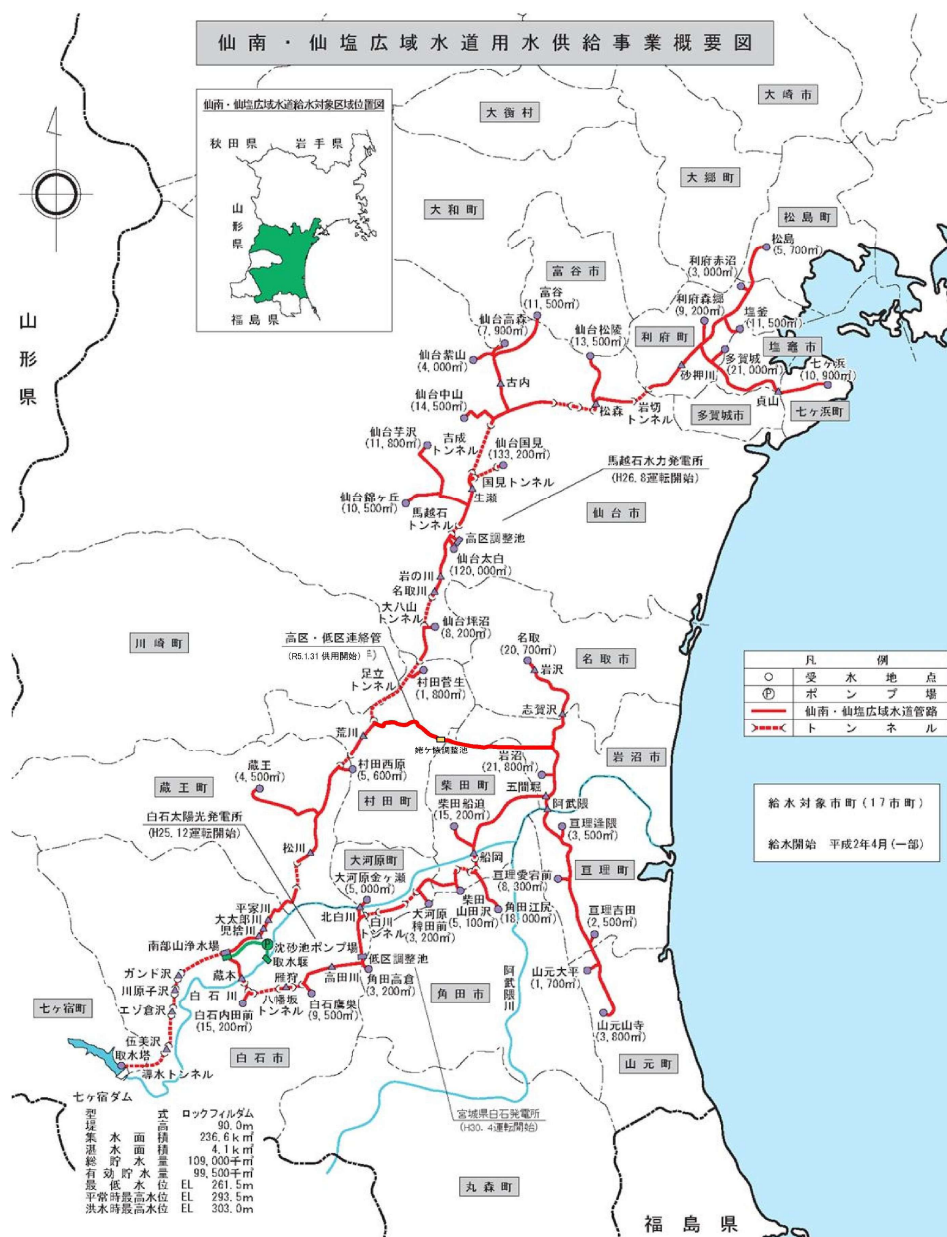 仙南・仙塩広域水道用水供給事業概要図
仙南・仙塩広域水道給水対象区域位置図
秋田県
岩手県
山形県
福島県
山形県
大崎市
大衡村
大郷町
大和町
松島町
松島
(5,700㎥)
利府赤沼
(3,000㎥)
富谷市
富谷
(11,500㎥)
利府森郷
(9,200㎥)
塩釜
(11,500㎥)
仙台高森
(7,900㎥)
仙台松陵
(13,500㎥)
利府町
塩竈市
仙台紫山
(4,000㎥)
多賀城
(21,000㎥)
七ヶ浜
(10,900㎥)
砂押川
古内
貞山
仙台中山
(14,500㎥)
松森
岩切
トンネル
多賀城市
七ヶ浜町
仙台芋沢
(11,800㎥)
吉成
トンネル
仙台国見
(133,200㎥)
馬越石水力発電所
(H26.8運転開始)
国見トンネル
生瀬
仙台錦ヶ丘
(10,500㎥)
馬越石
トンネル
仙台市
高区調整池
仙台太白
(120,000㎥)
岩の川
名取川
大八山
トンネル
仙台坪沼
(8,200㎥)
川崎町
高区・低区連絡管
(R5.1.31 供用開始)
名取
(20,700㎥)
名取市
岩沢
足立
トンネル
村田菅生
(1,800㎥)
志賀沢
凡例
受水地点
Ⓟ ポンプ場
仙南・仙塩広域水道管路
トンネル
荒川
岩沼市
蔵王
(4,500㎥)
村田西原
(5,600㎥)
岩沼
(21,800㎥)
蔵王町
柴田町
五間堀
村田町
給水対象市町(17市町)
給水開始 平成2年4月(一部)
白石太陽光発電所
(H25.12運転開始)
柴田船迫
(15,200㎥)
阿武隈
亘理逢隈
(3,500㎥)
松川
大河原町
船岡
大河原金ヶ瀬
(5,000㎥)
亘理愛宕前
(8,300㎥)
亘理町
平家川
大太郎川
児捨川
北白川
白川
トンネル
大河原
稗田前
(3,200㎥)
柴田
山田沢
(5,100㎥)
角田江尻
(18,000㎥)
亘理吉田
(2,500㎥)
南部山浄水場
Ⓟ
沈砂池ポンプ場
取水堰
低区調整池
ガンド沢
蔵本
雁狩
高田川
角田高倉
(3,200㎥)
阿武隈川
山元大平
(1,700㎥)
川原子沢
白石川
八幡坂
トンネル
角田市
七ヶ宿町
エゾ倉沢
白石内田前
(15,200㎥)
白石鷹巣
(9,500㎥)
山元山寺
(3,800㎥)
伍美沢
取水塔
導水トンネル
白石市
山元町
七ヶ宿ダム
型式 ロックフィルダム
堤高 90.0m
集水面積 236.6k㎡
湛水面積 4.1k㎡
総貯水量 109,000千㎥
有効貯水量 99,500千㎥
最低水位 EL 261.5m
平常時最高水位 EL 293.5m
洪水時最高水位 EL 303.0m
宮城県白石発電所
(H30.4運転開始)
丸森町
福島県